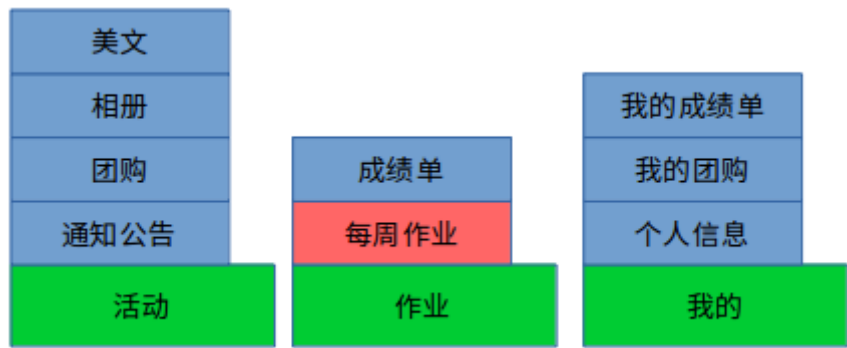 美文
相册
团购
通知公告
活动
成绩单
每周作业
作业
我的成绩单
我的团购
个人信息
我的